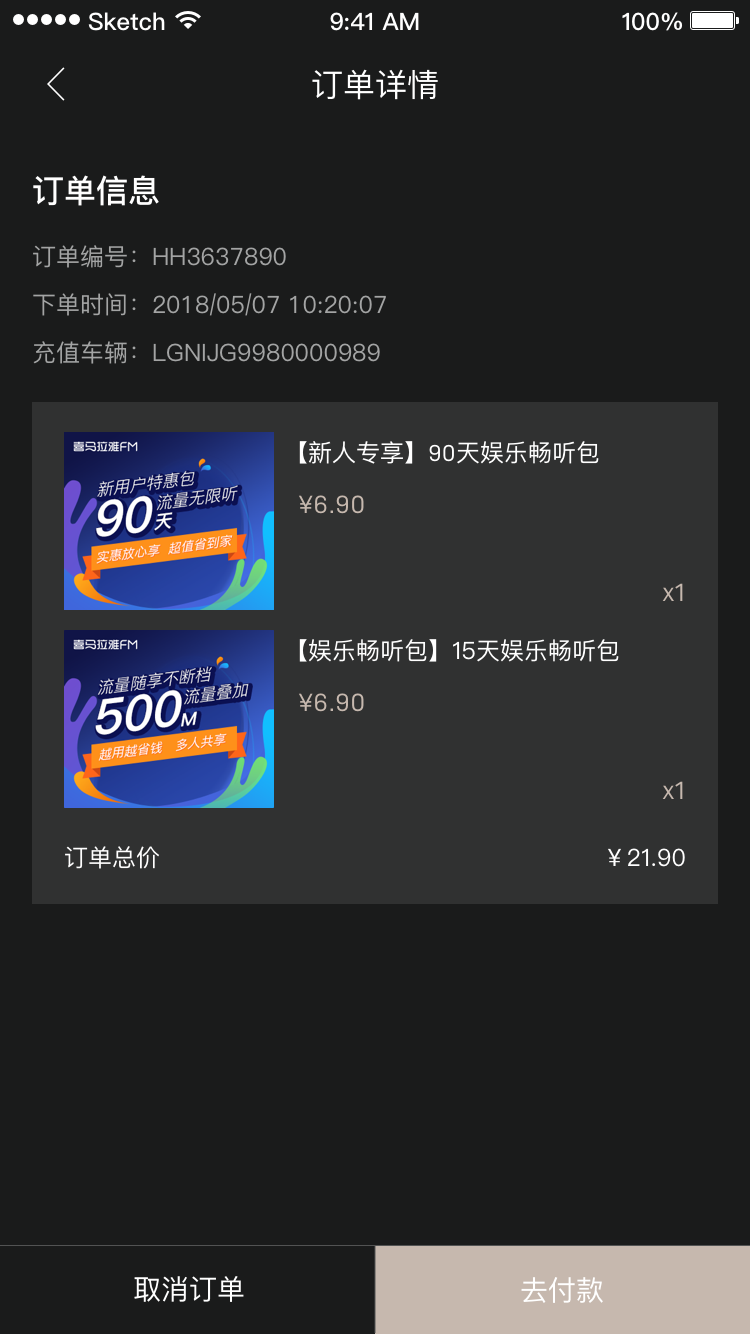 Sketch 9:41 AM 100%
订单详情
订单信息
订单编号：HH3637890
下单时间：2018/05/07 10:20:07
充值车辆：LGNIJG9980000989
喜马拉雅FM
新用户特惠包
90天 流量无限听
实惠放心享 超值省到家
【新人专享】90天娱乐畅听包
¥6.90
x1
喜马拉雅FM
流量随享不断档
500M 流量叠加
越用越省钱 多人共享
【娱乐畅听包】15天娱乐畅听包
¥6.90
x1
订单总价 ¥ 21.90
取消订单 去付款